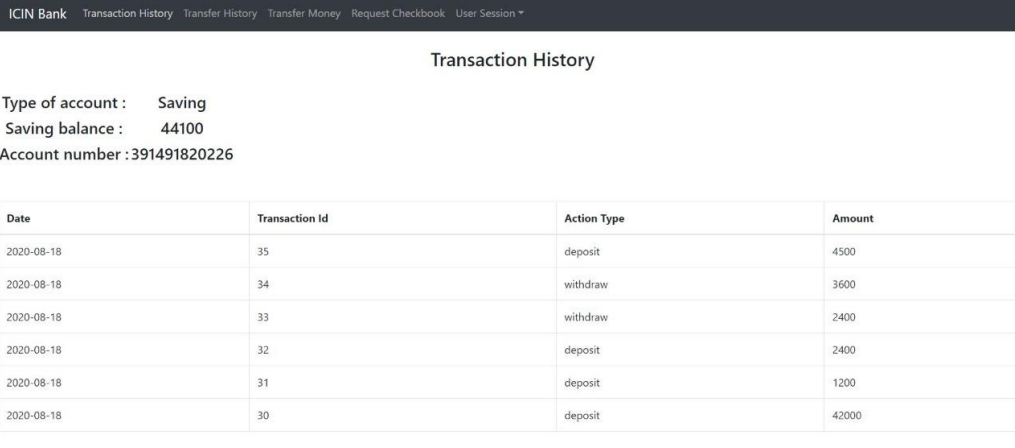 ICIN Bank Transaction History Transfer History Transfer Money Request Checkbook User Session
Transaction History
Type of account : Saving
Saving balance : 44100
Account number : 391491820226
Date Transaction Id Action Type Amount
2020-08-18 35 deposit 4500
2020-08-18 34 withdraw 3600
2020-08-18 33 withdraw 2400
2020-08-18 32 deposit 2400
2020-08-18 31 deposit 1200
2020-08-18 30 deposit 42000